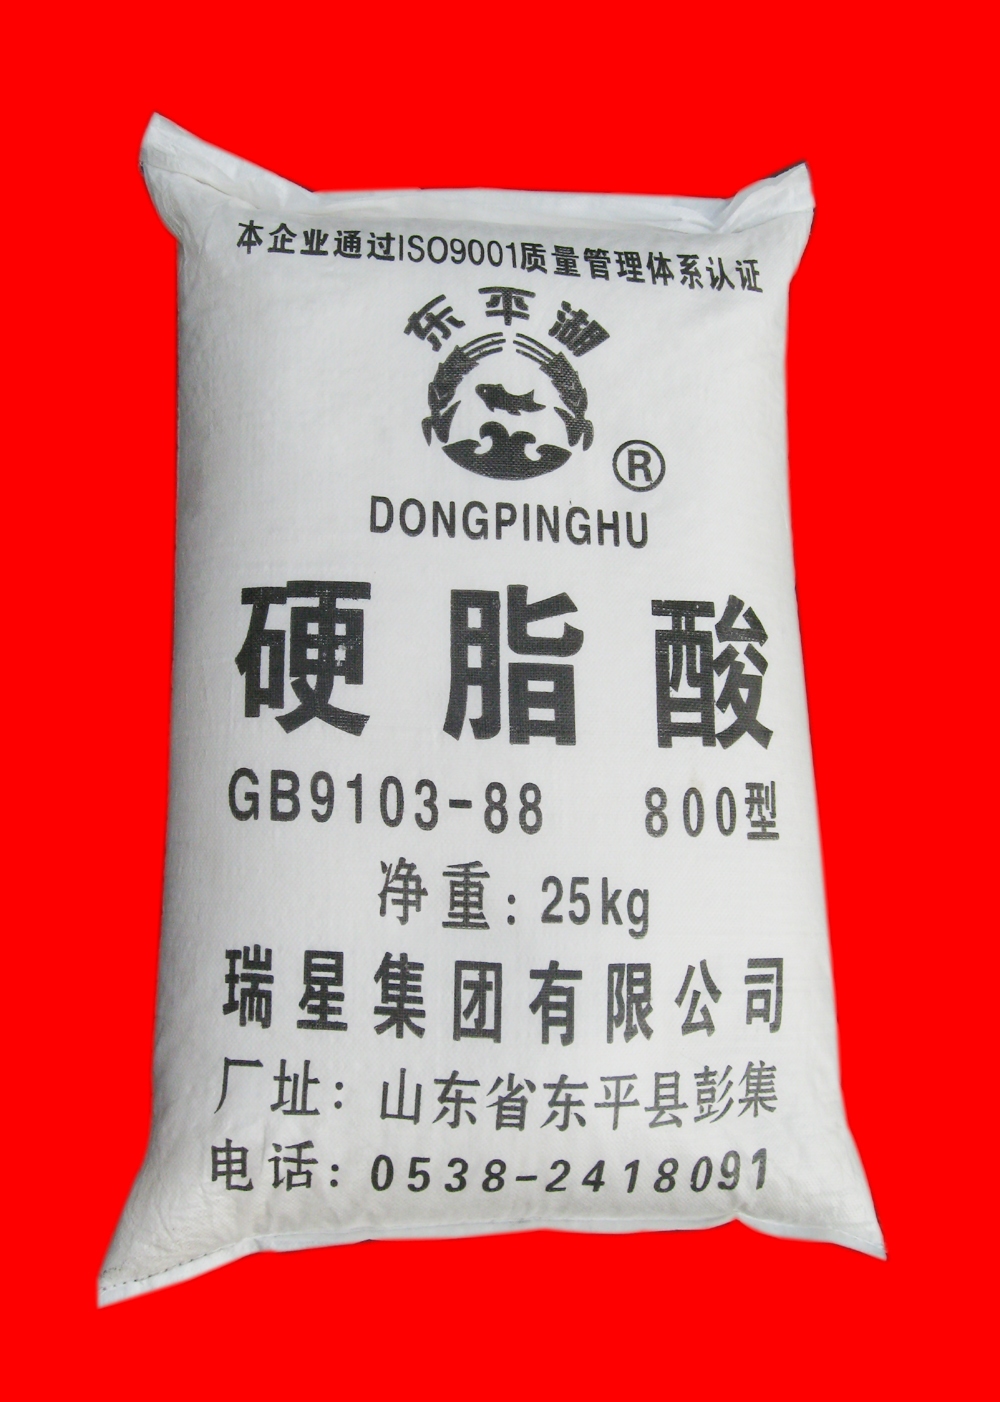 本企业通过ISO9001质量管理体系认证
东平湖
®
DONGPINGHU
硬脂酸
GB9103-88 800型
净重：25kg
瑞星集团有限公司
厂址：山东省东平县彭集
电话：0538-2418091